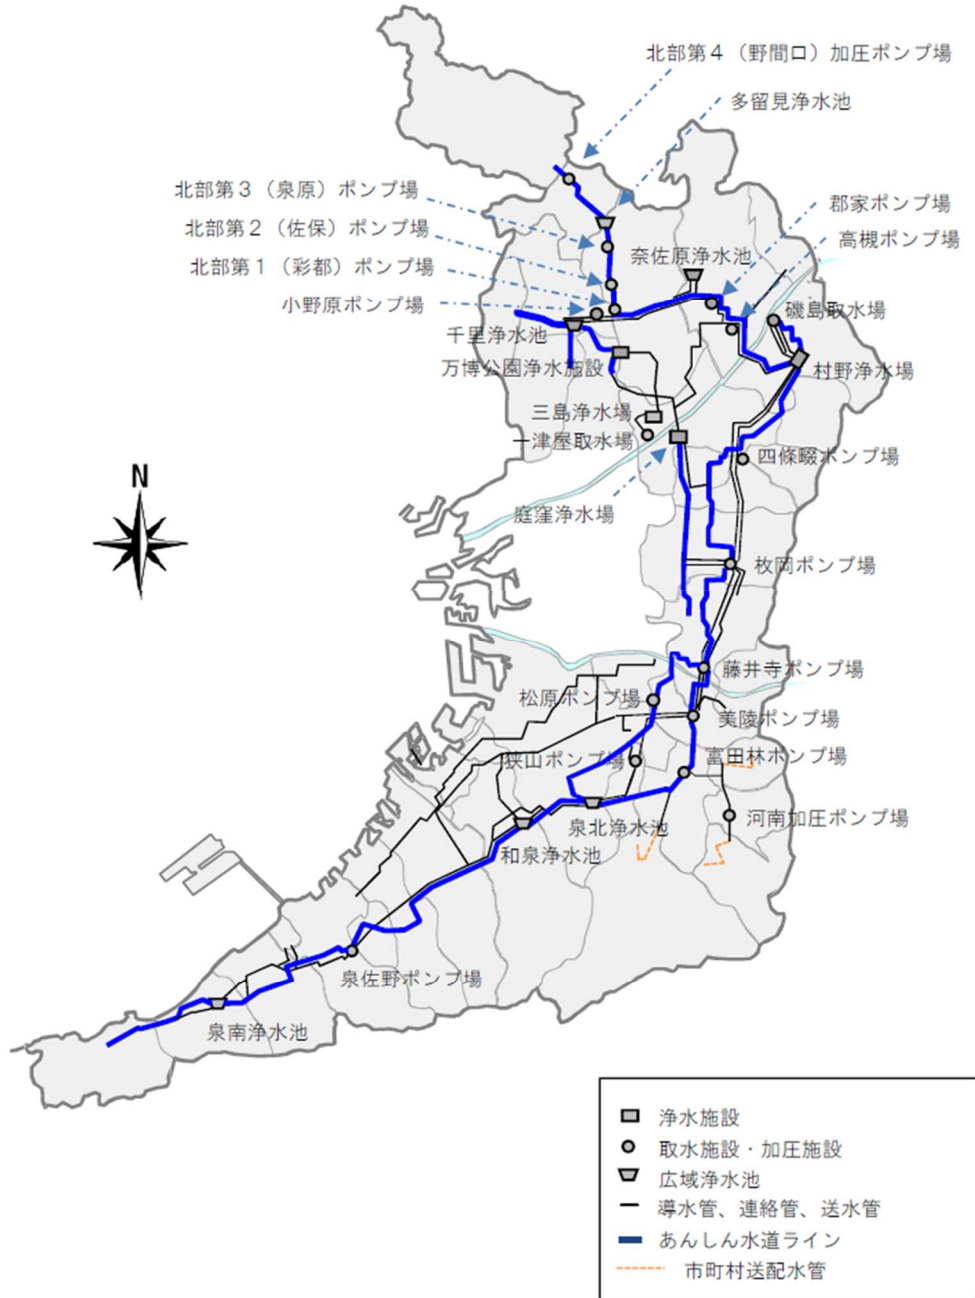 北部第４（野間口）加圧ポンプ場
多留見浄水池
北部第３（泉原）ポンプ場
郡家ポンプ場
北部第２（佐保）ポンプ場
高槻ポンプ場
奈佐原浄水池
北部第１（彩都）ポンプ場
小野原ポンプ場
磯島取水場
千里浄水池
万博公園浄水施設
村野浄水場
三島浄水場
一津屋取水場
四條畷ポンプ場
N
庭窪浄水場
枚岡ポンプ場
藤井寺ポンプ場
松原ポンプ場
美陵ポンプ場
狭山ポンプ場
富田林ポンプ場
河南加圧ポンプ場
泉北浄水池
和泉浄水池
泉佐野ポンプ場
泉南浄水池
浄水施設
取水施設・加圧施設
広域浄水池
導水管、連絡管、送水管
あんしん水道ライン
市町村送配水管